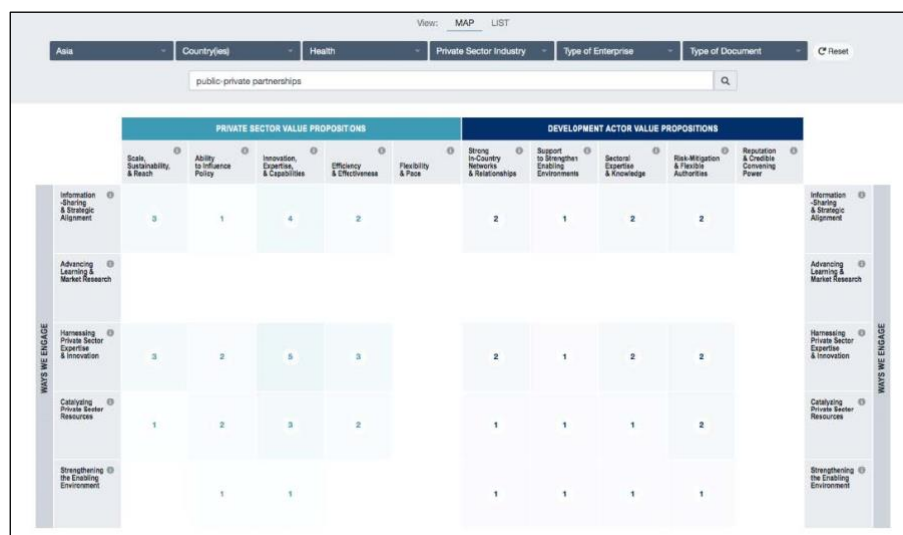 View: MAP LIST
Asia Country(ies) Health Private Sector Industry Type of Enterprise Type of Document Reset
public-private partnerships
PRIVATE SECTOR VALUE PROPOSITIONS DEVELOPMENT ACTOR VALUE PROPOSITIONS
Scale,
Sustainability,
& Reach
Ability
to Influence
Policy
Innovation,
Expertise,
& Capabilities
Efficiency
& Effectiveness
Flexibility
& Pace
Strong
In-Country
Networks
& Relationships
Support
to Strengthen
Enabling
Environments
Sectoral
Expertise
& Knowledge
Risk-Mitigation
& Flexible
Authorities
Reputation
& Credible
Convening
Power
WAYS WE ENGAGE
Information
-Sharing
& Strategic
Alignment
3 1 4 2 2 1 2 2
Information
-Sharing
& Strategic
Alignment
Advancing
Learning &
Market Research
Advancing
Learning &
Market Research
Harnessing
Private Sector
Expertise
& Innovation
3 2 5 3 2 1 2 2
Harnessing
Private Sector
Expertise
& Innovation
Catalyzing
Private Sector
Resources
1 2 3 2 1 1 1 2
Catalyzing
Private Sector
Resources
Strengthening
the Enabling
Environment
1 1 1 1 1 1
Strengthening
the Enabling
Environment
WAYS WE ENGAGE